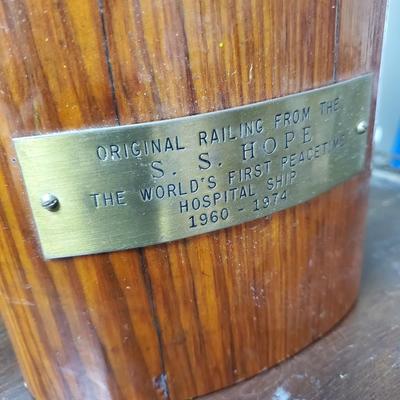 ORIGINAL RAILING FROM THE
S. S. HOPE
THE WORLD'S FIRST PEACETIME
HOSPITAL SHIP
1960 - 1974